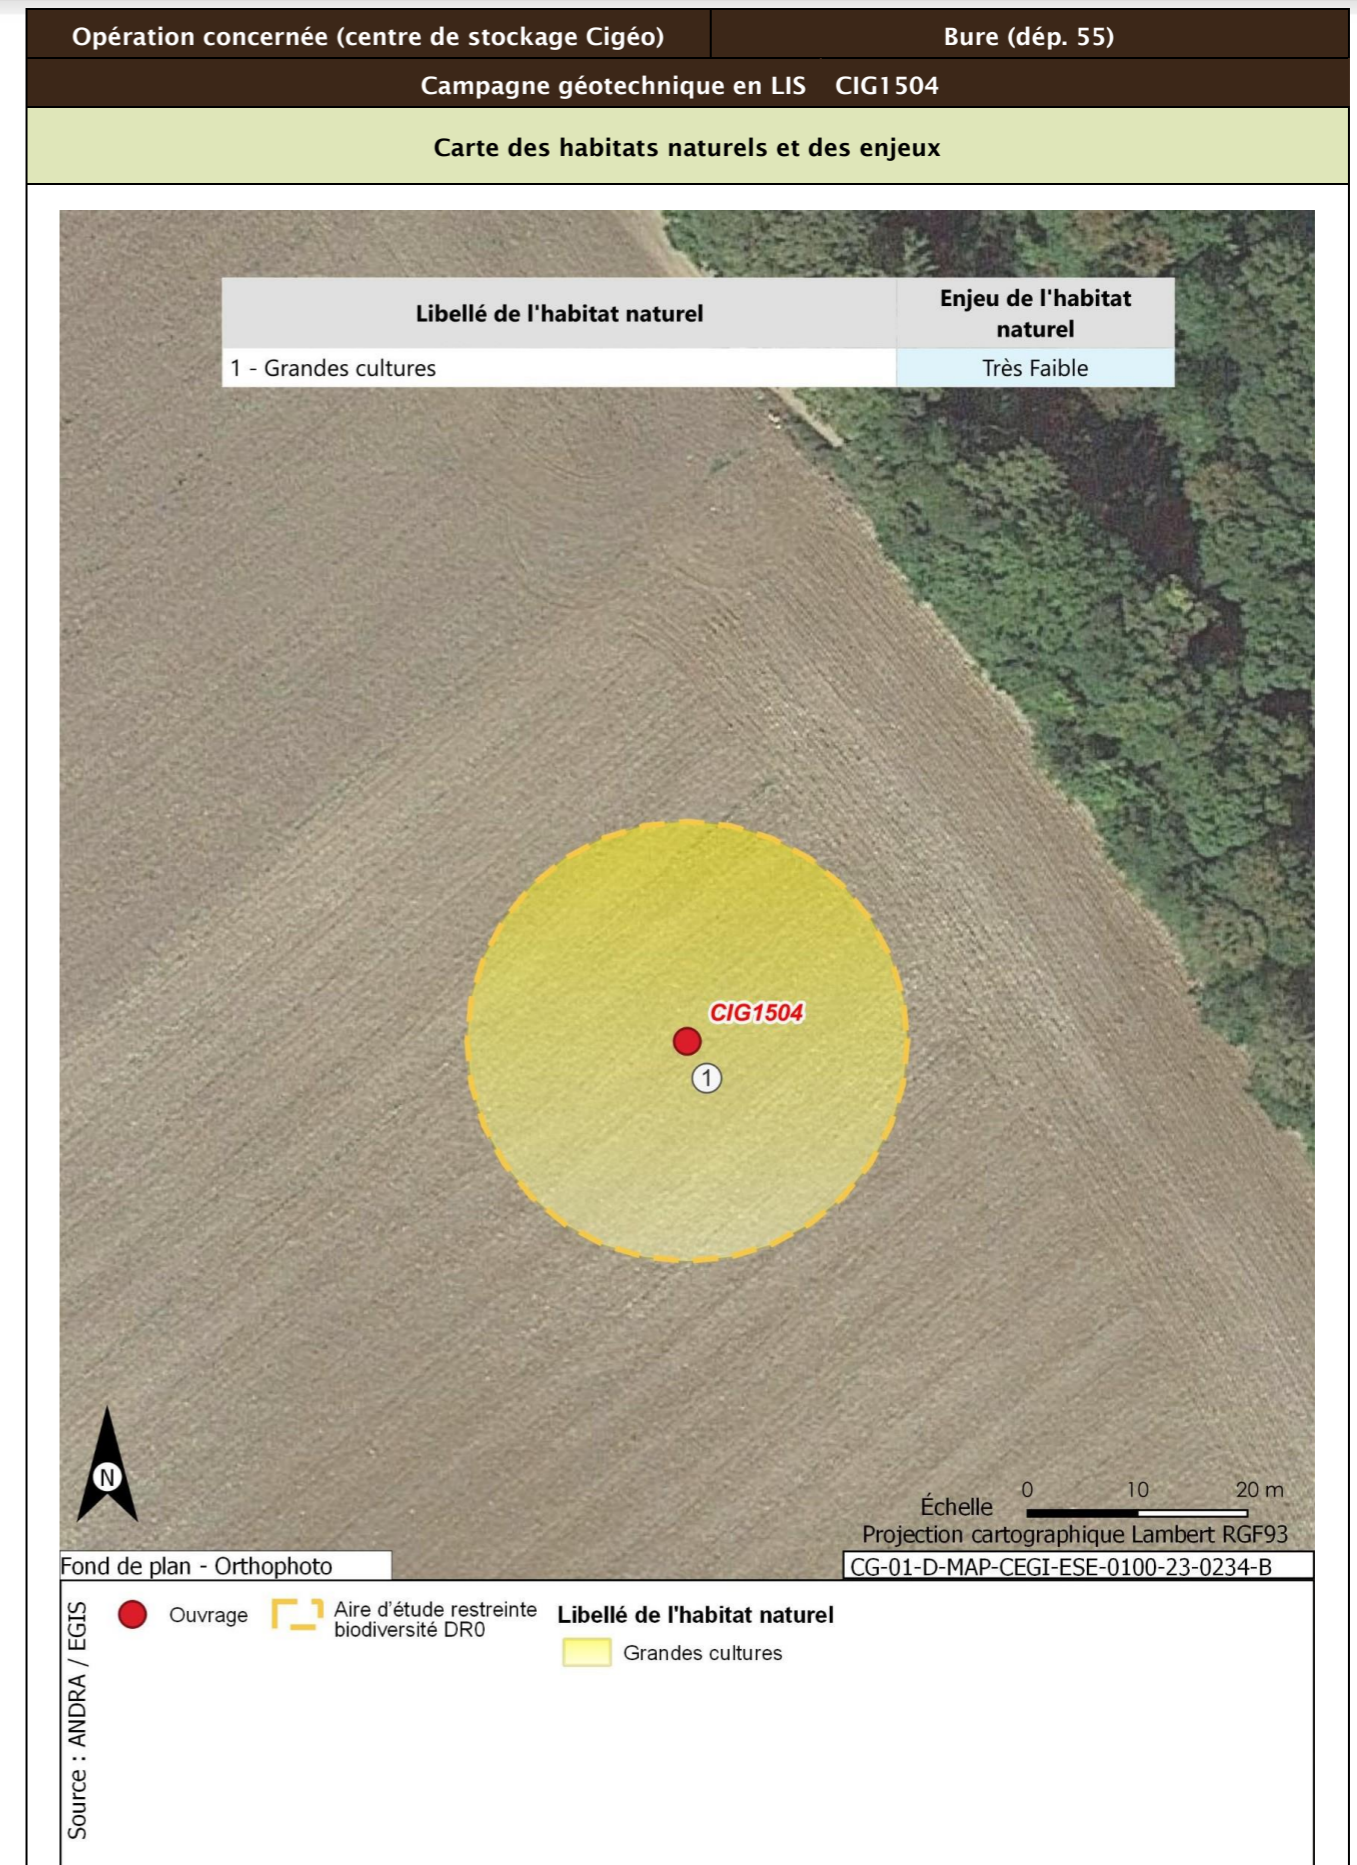 Opération concernée (centre de stockage Cigéo) Bure (dép. 55)
Campagne géotechnique en LIS CIG1504
Carte des habitats naturels et des enjeux
Libellé de l'habitat naturel
Enjeu de l'habitat
naturel
1 - Grandes cultures Très Faible
CIG1504
1
N
0 10 20 m
Échelle
Projection cartographique Lambert RGF93
Fond de plan - Orthophoto
CG-01-D-MAP-CEGI-ESE-0100-23-0234-B
Source : ANDRA / EGIS
Ouvrage
Aire d'étude restreinte
biodiversité DR0
Libellé de l'habitat naturel
Grandes cultures